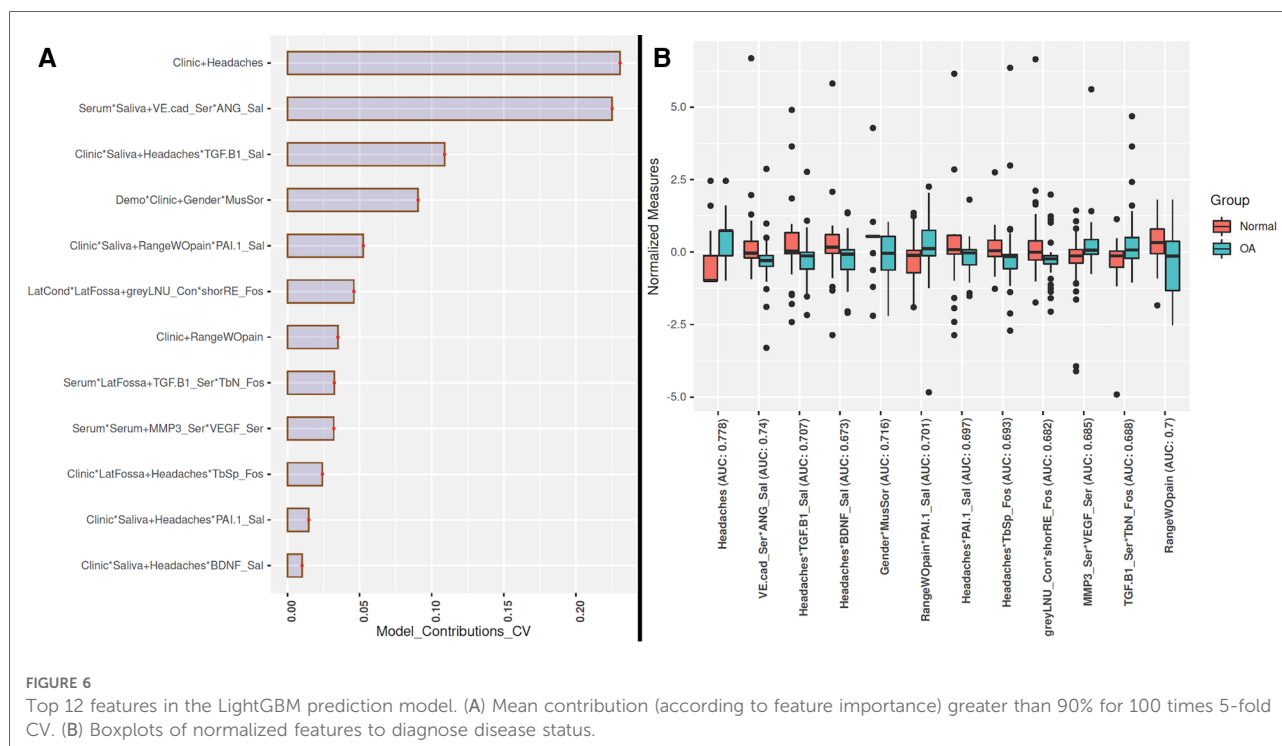 A
Clinic+Headaches
Serum*Saliva+VE.cad_Ser*ANG_Sal
Clinic*Saliva+Headaches*TGF.B1_Sal
Demo*Clinic+Gender*MusSor
Clinic*Saliva+RangeWOpain*PAI.1_Sal
LatCond*LatFossa+greyLNU_Con*shorRE_Fos
Clinic+RangeWOpain
Serum*LatFossa+TGF.B1_Ser*TbN_Fos
Serum*Serum+MMP3_Ser*VEGF_Ser
Clinic*LatFossa+Headaches*TbSp_Fos
Clinic*Saliva+Headaches*PAI.1_Sal
Clinic*Saliva+Headaches*BDNF_Sal
0.00
0.05
0.10
0.15
0.20
Model_Contributions_CV
B
Normalized Measures
5.0
2.5
0.0
-2.5
-5.0
Headaches (AUC: 0.778)
VE.cad_Ser*ANG_Sal (AUC: 0.74)
Headaches*TGF.B1_Sal (AUC: 0.707)
Headaches*BDNF_Sal (AUC: 0.673)
Gender*MusSor (AUC: 0.716)
RangeWOpain*PAI.1_Sal (AUC: 0.701)
Headaches*PAI.1_Sal (AUC: 0.697)
Headaches*TbSp_Fos (AUC: 0.693)
greyLNU_Con*shorRE_Fos (AUC: 0.682)
MMP3_Ser*VEGF_Ser (AUC: 0.685)
TGF.B1_Ser*TbN_Fos (AUC: 0.688)
RangeWOpain (AUC: 0.7)
Group
Normal
OA
FIGURE 6
Top 12 features in the LightGBM prediction model. (A) Mean contribution (according to feature importance) greater than 90% for 100 times 5-fold
CV. (B) Boxplots of normalized features to diagnose disease status.